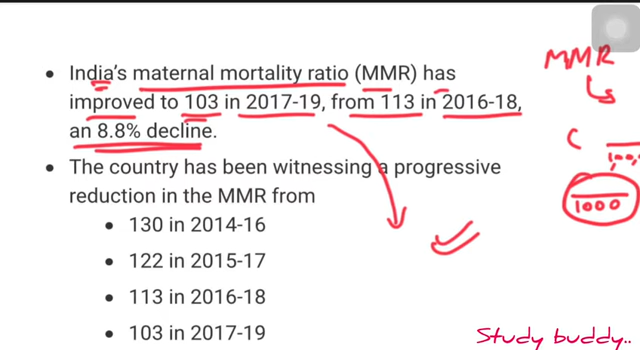 • India's maternal mortality ratio (MMR) has
improved to 103 in 2017-19, from 113 in 2016-18,
an 8.8% decline.
• The country has been witnessing a progressive
reduction in the MMR from
• 130 in 2014-16
• 122 in 2015-17
• 113 in 2016-18
• 103 in 2017-19
MMR
1000
Study buddy..